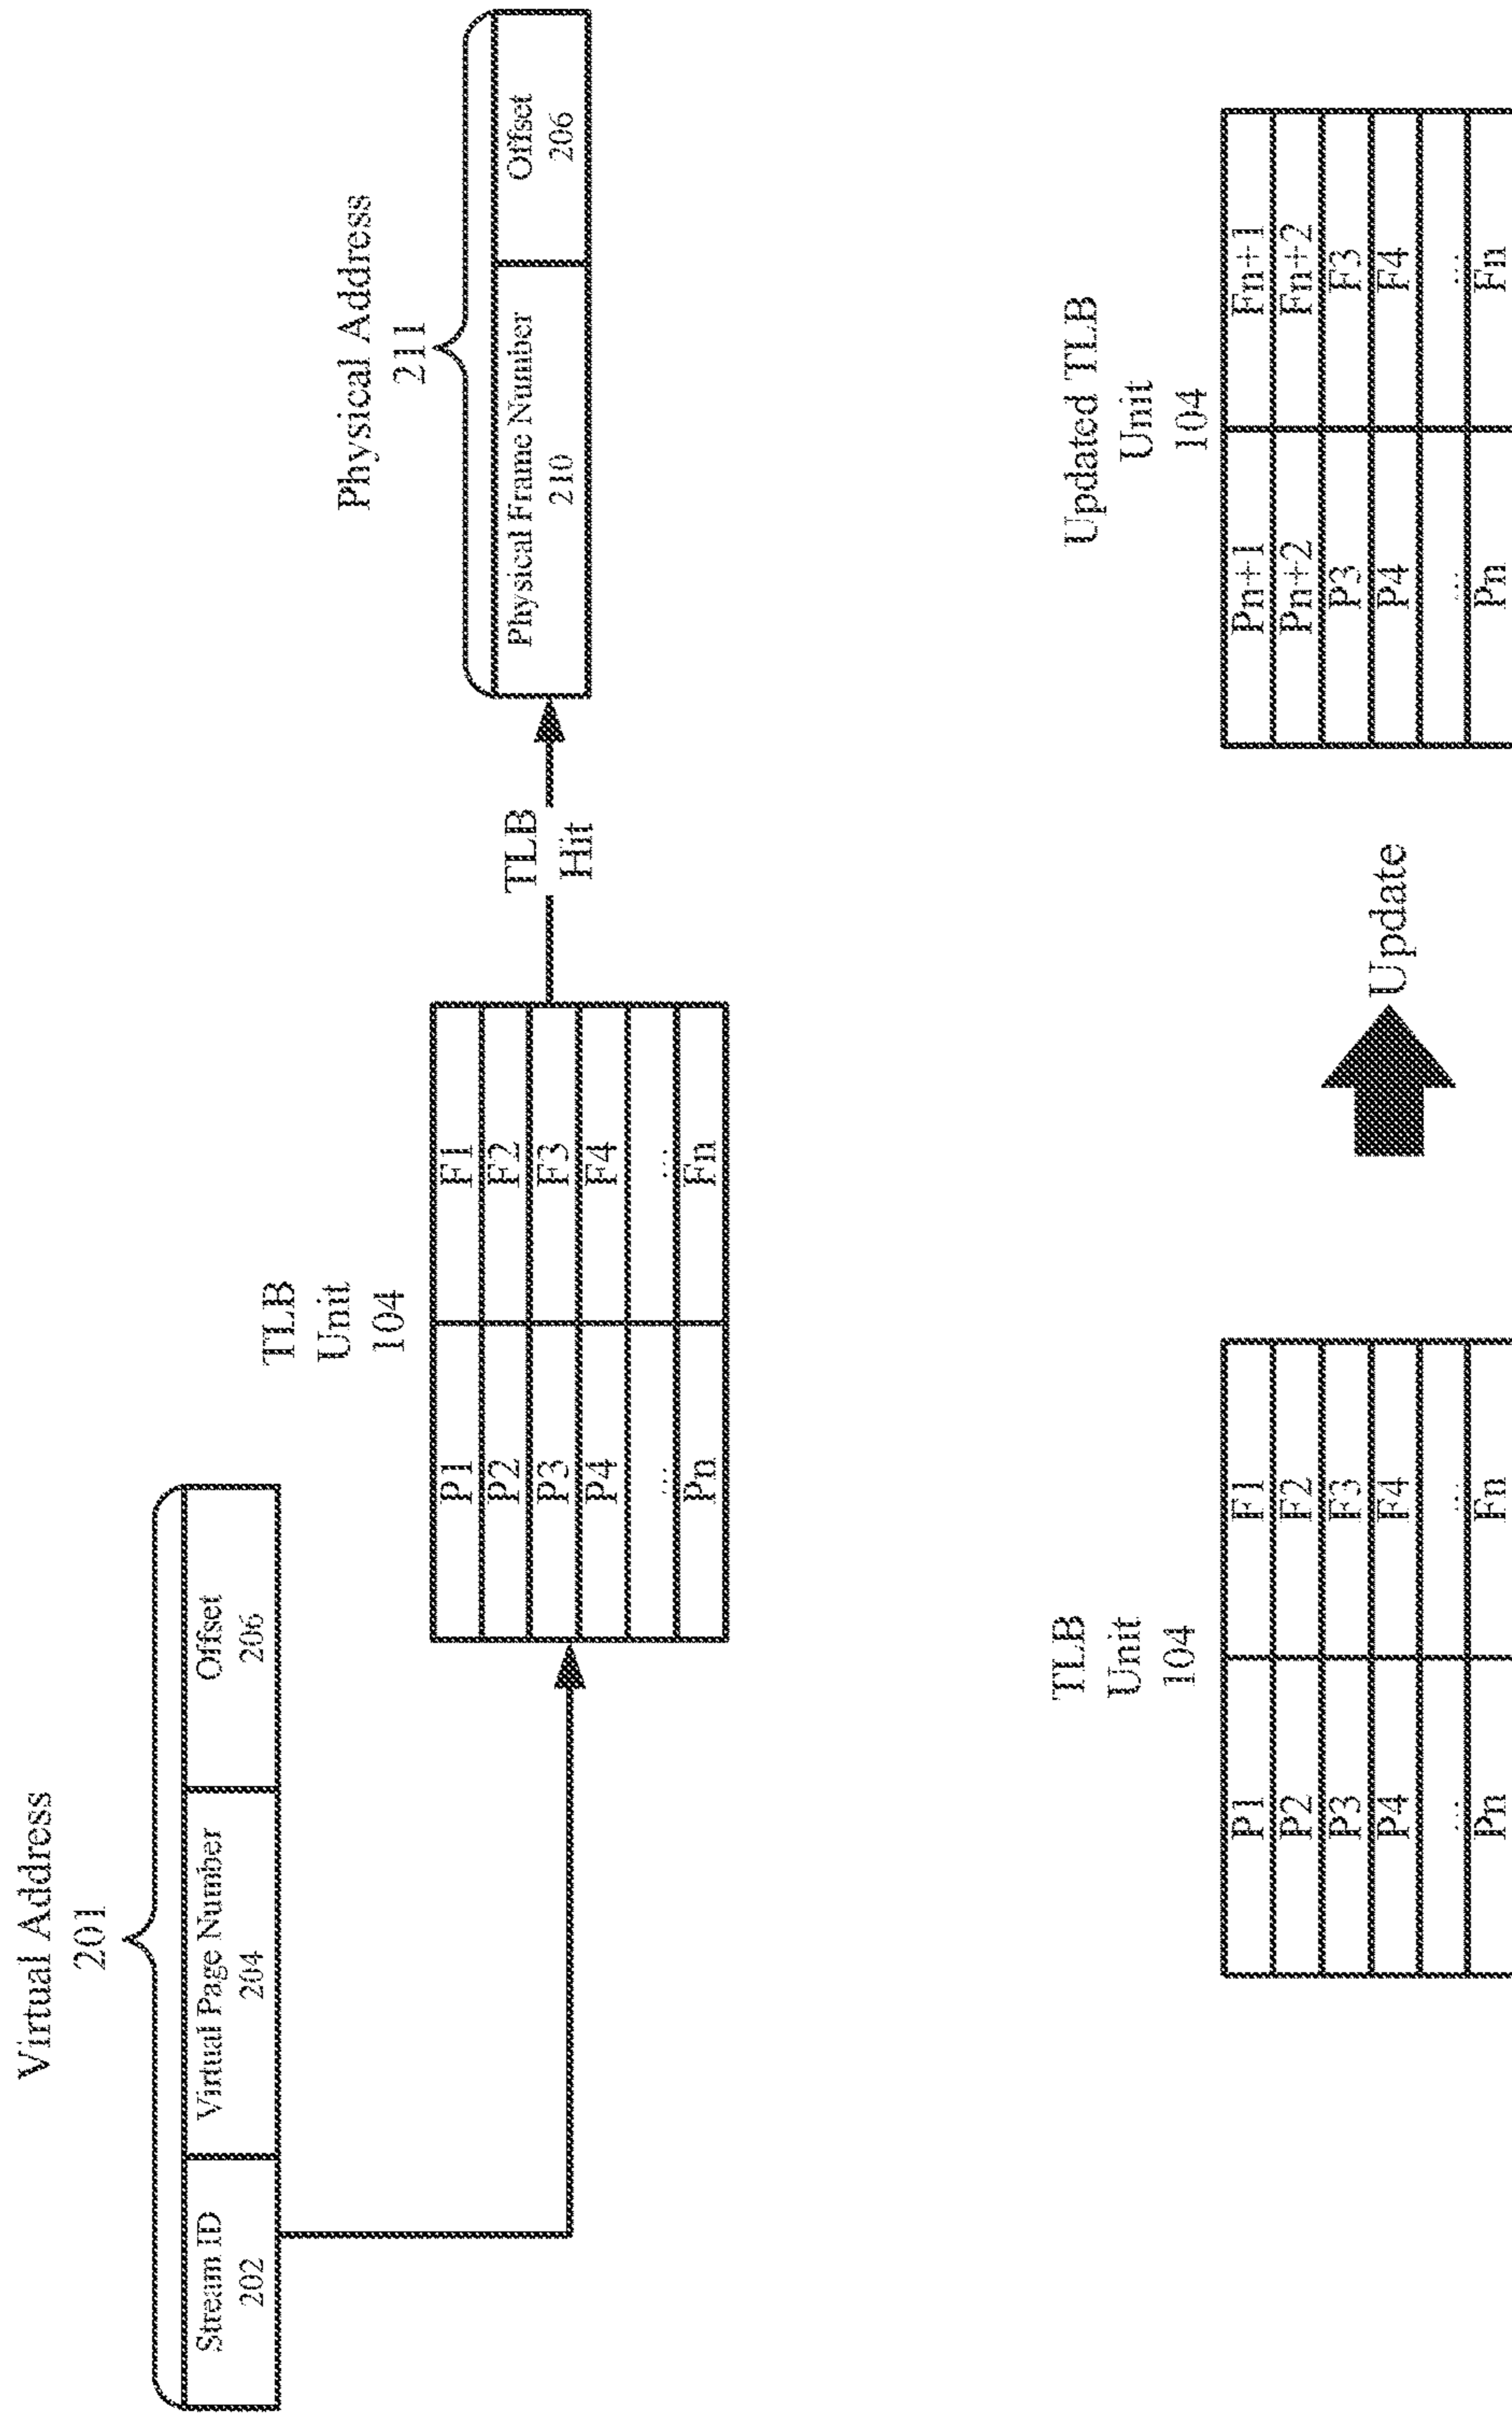 Virtual Address
201
Stream ID
202
Virtual Page Number
204
Offset
206
TLB
Unit
104
P1 F1
P2 F2
P3 F3
P4 F4
... ...
Pn Fn
TLB
Hit
Physical Address
211
Physical Frame Number
210
Offset
206
TLB
Unit
104
P1 F1
P2 F2
P3 F3
P4 F4
... ...
Pn Fn
Update
Updated TLB
Unit
104
Pn+1 Fn+1
Pn+2 Fn+2
P3 F3
P4 F4
... ...
Pn Fn